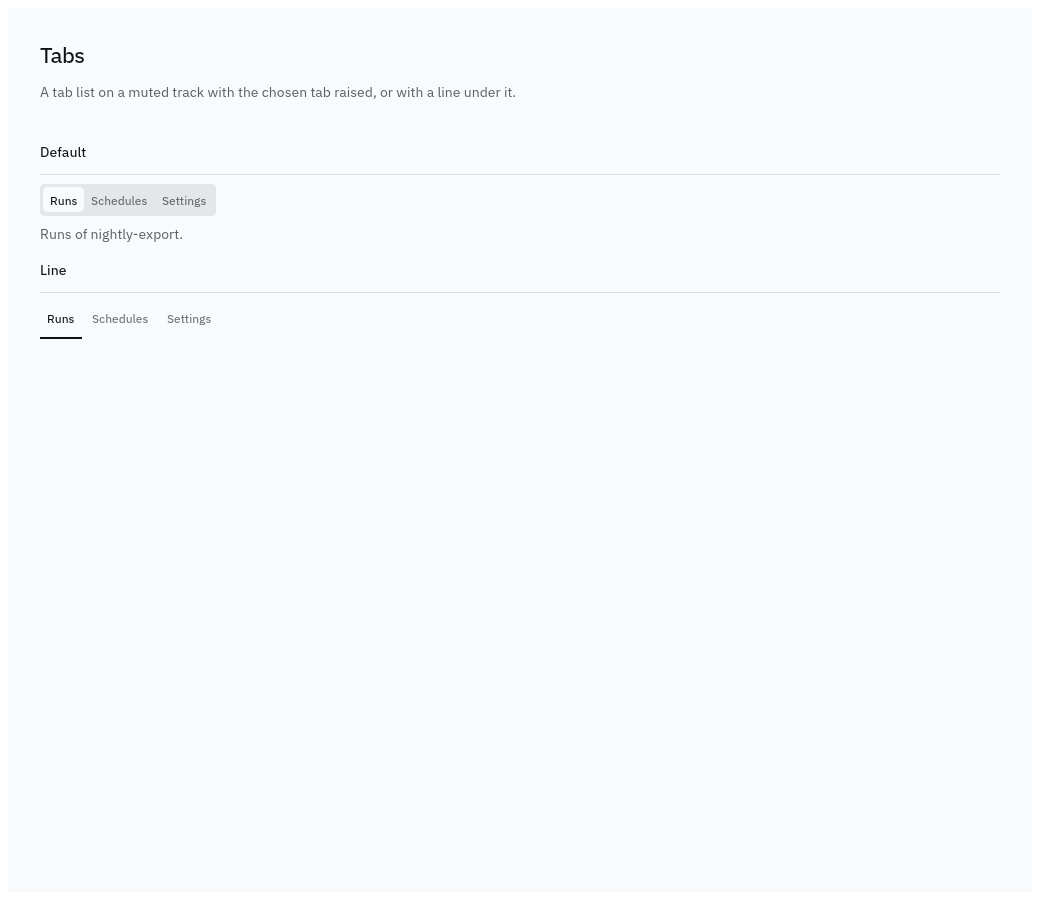 Tabs
A tab list on a muted track with the chosen tab raised, or with a line under it.
Default
Runs Schedules Settings
Runs of nightly-export.
Line
Runs Schedules Settings